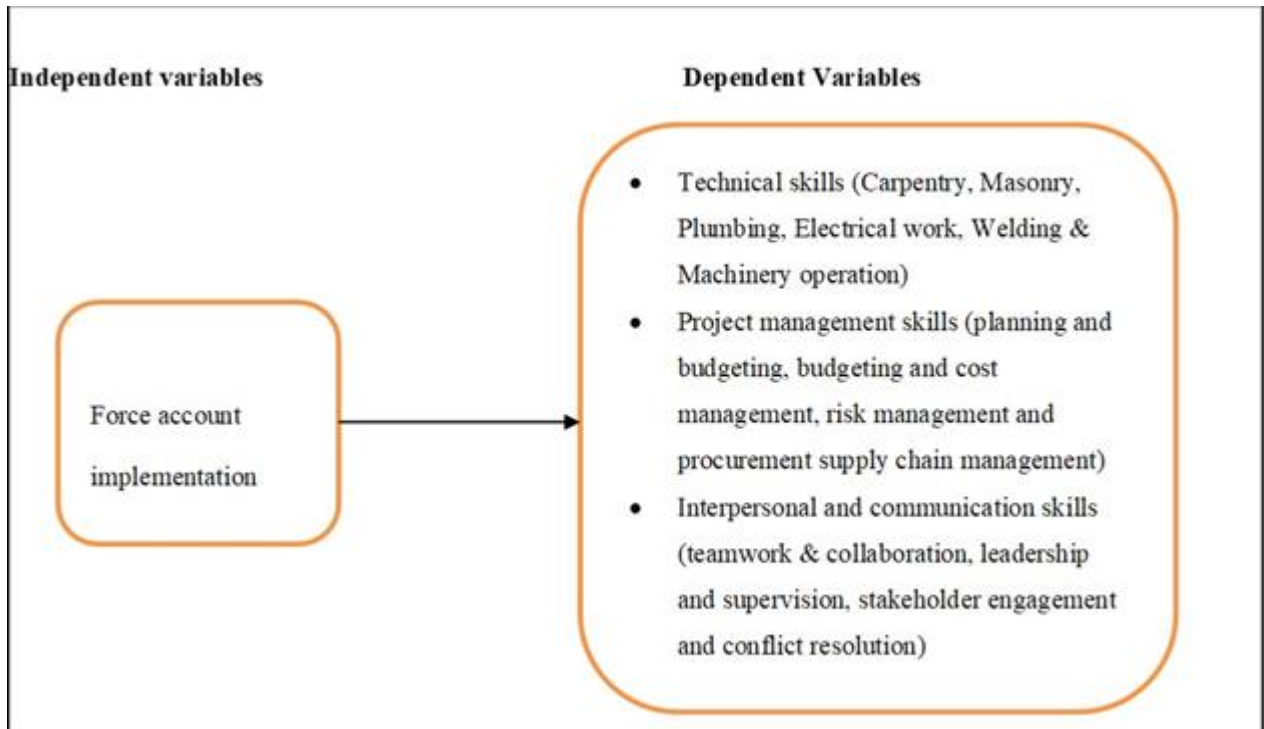 Independent variables
Dependent Variables
Force account
implementation
• Technical skills (Carpentry, Masonry,
Plumbing, Electrical work, Welding &
Machinery operation)
• Project management skills (planning and
budgeting, budgeting and cost
management, risk management and
procurement supply chain management)
• Interpersonal and communication skills
(teamwork & collaboration, leadership
and supervision, stakeholder engagement
and conflict resolution)